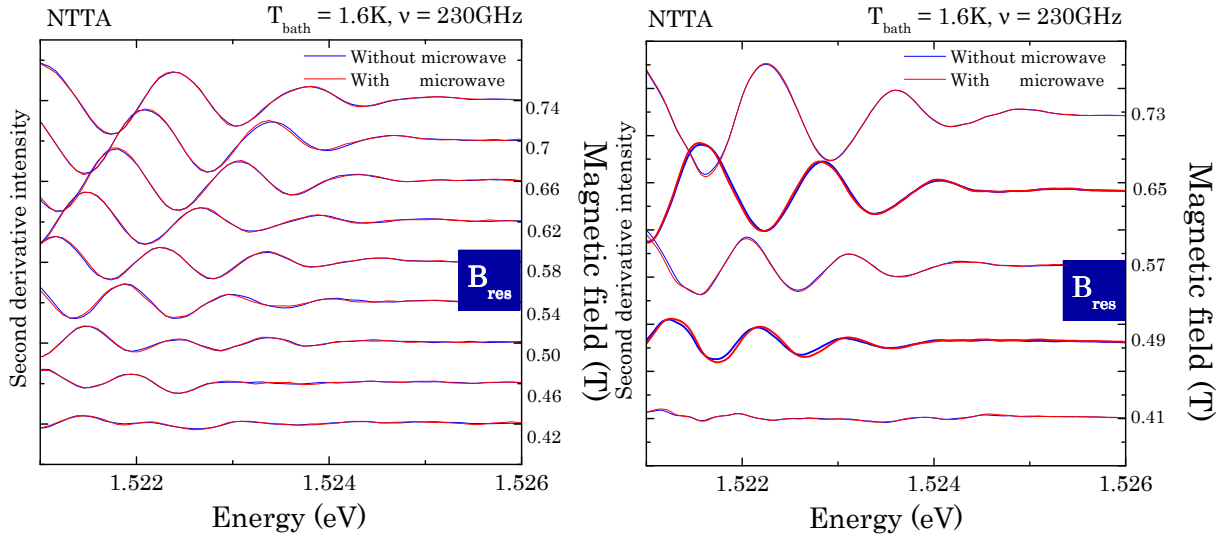 NTTA
T_bath = 1.6K, ν = 230GHz
Without microwave
With microwave
Second derivative intensity
Magnetic field (T)
0.74
0.7
0.66
0.62
0.58
0.54
0.50
0.46
0.42
B_res
1.522
1.524
1.526
Energy (eV)
NTTA
T_bath = 1.6K, ν = 230GHz
Without microwave
With microwave
Second derivative intensity
Magnetic field (T)
0.73
0.65
0.57
0.49
0.41
B_res
1.522
1.524
1.526
Energy (eV)